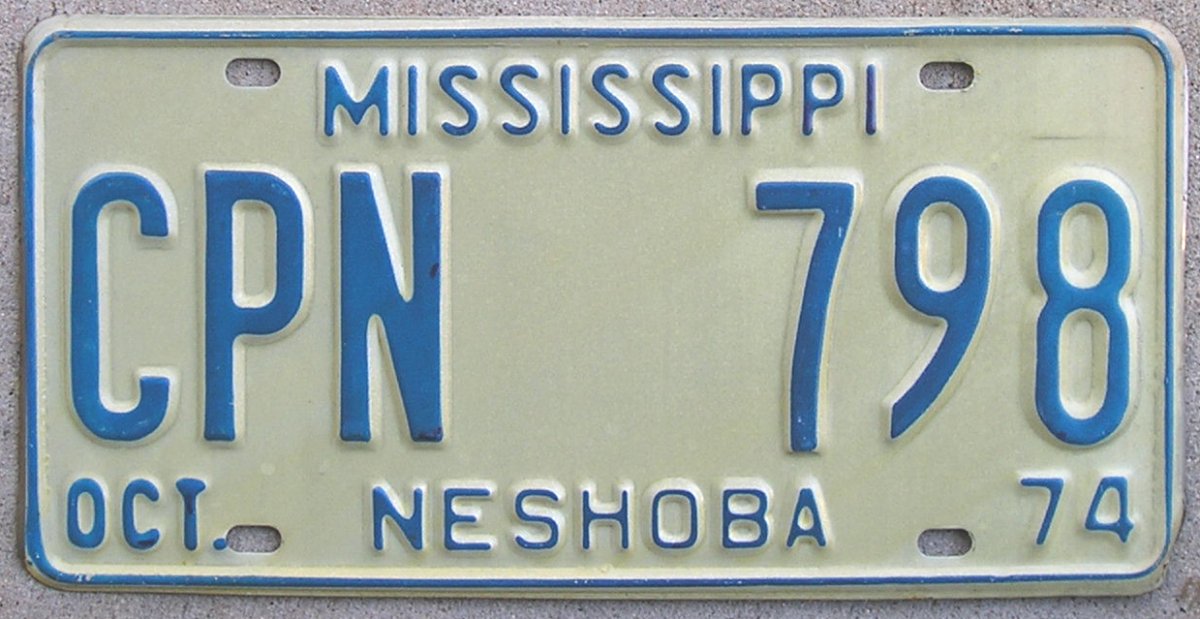 MISSISSIPPI
CPN 798
OCT. NESHOBA 74